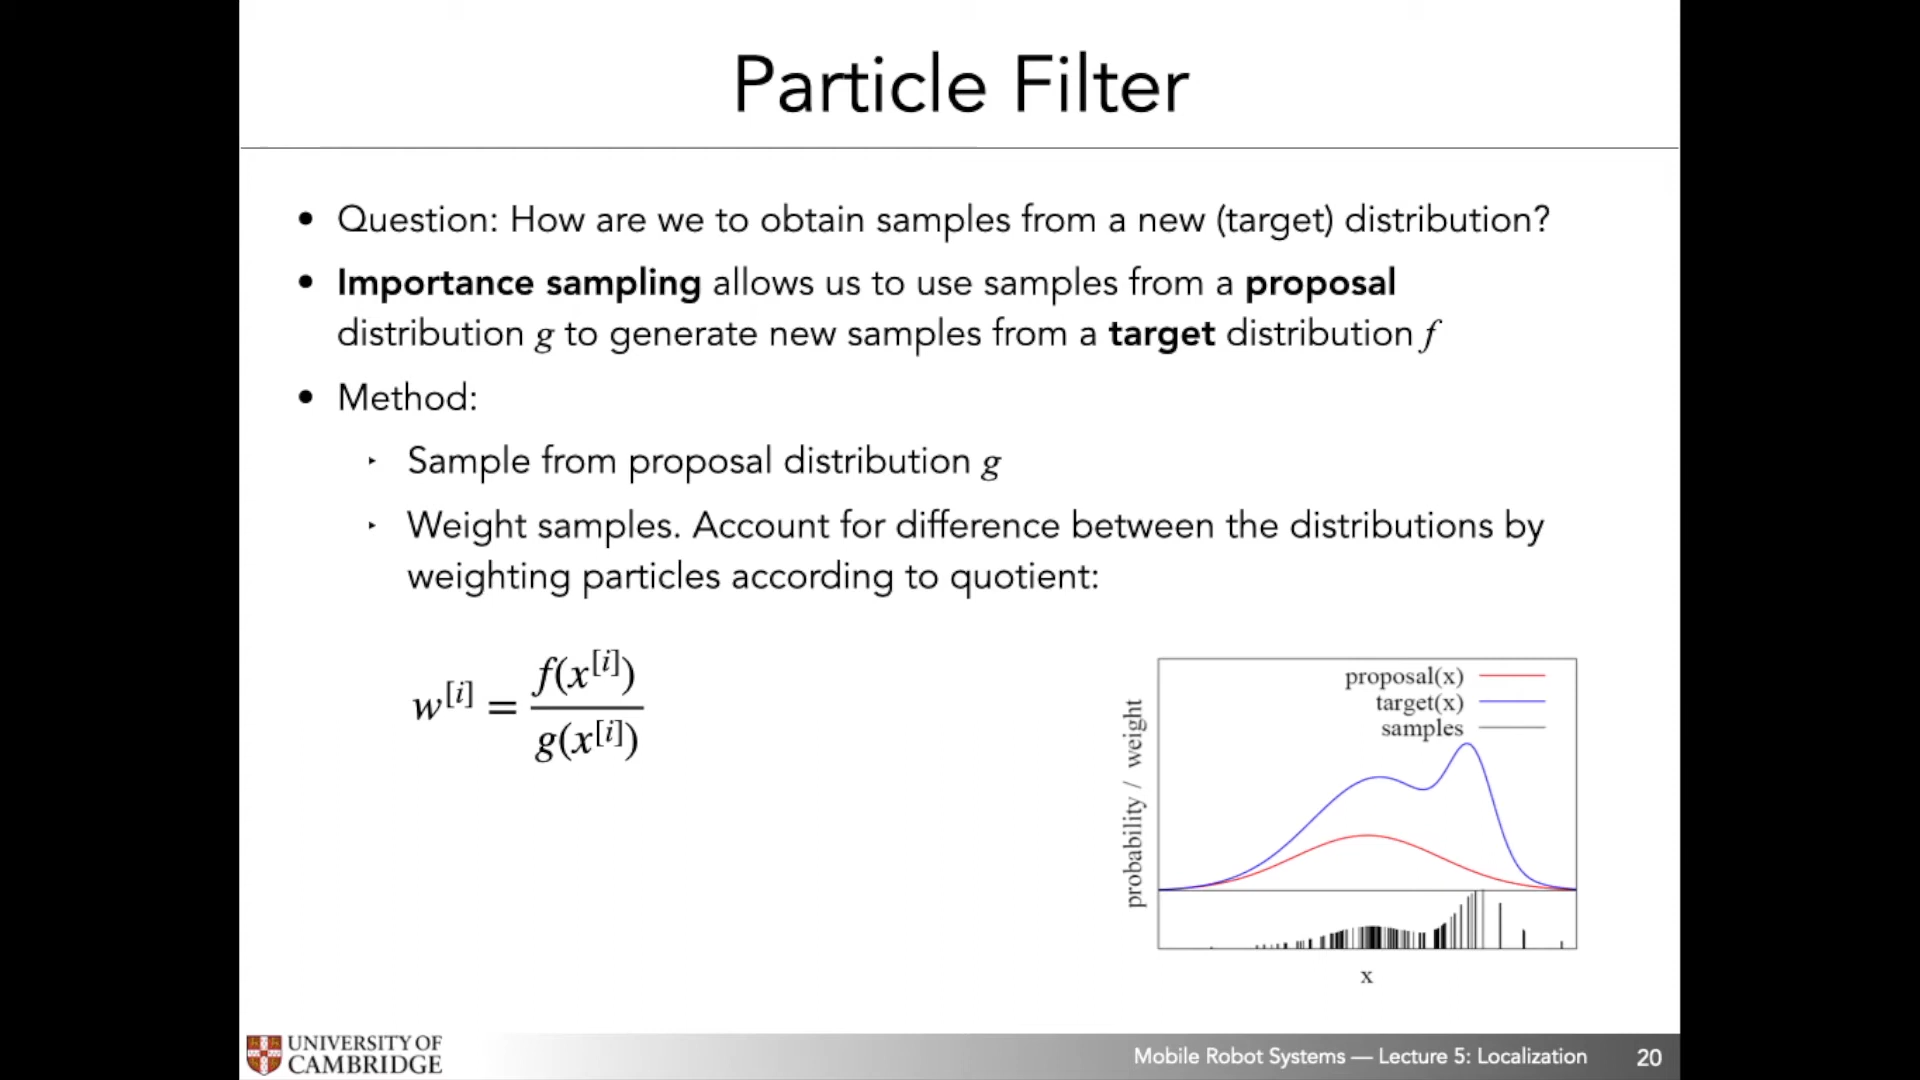 Particle Filter
• Question: How are we to obtain samples from a new (target) distribution?
• Importance sampling allows us to use samples from a proposal
distribution g to generate new samples from a target distribution f
• Method:
‣ Sample from proposal distribution g
‣ Weight samples. Account for difference between the distributions by
weighting particles according to quotient:
w^[i] = f(x^[i]) / g(x^[i])
proposal(x)
target(x)
samples
probability / weight
x
UNIVERSITY OF
CAMBRIDGE
Mobile Robot Systems — Lecture 5: Localization 20